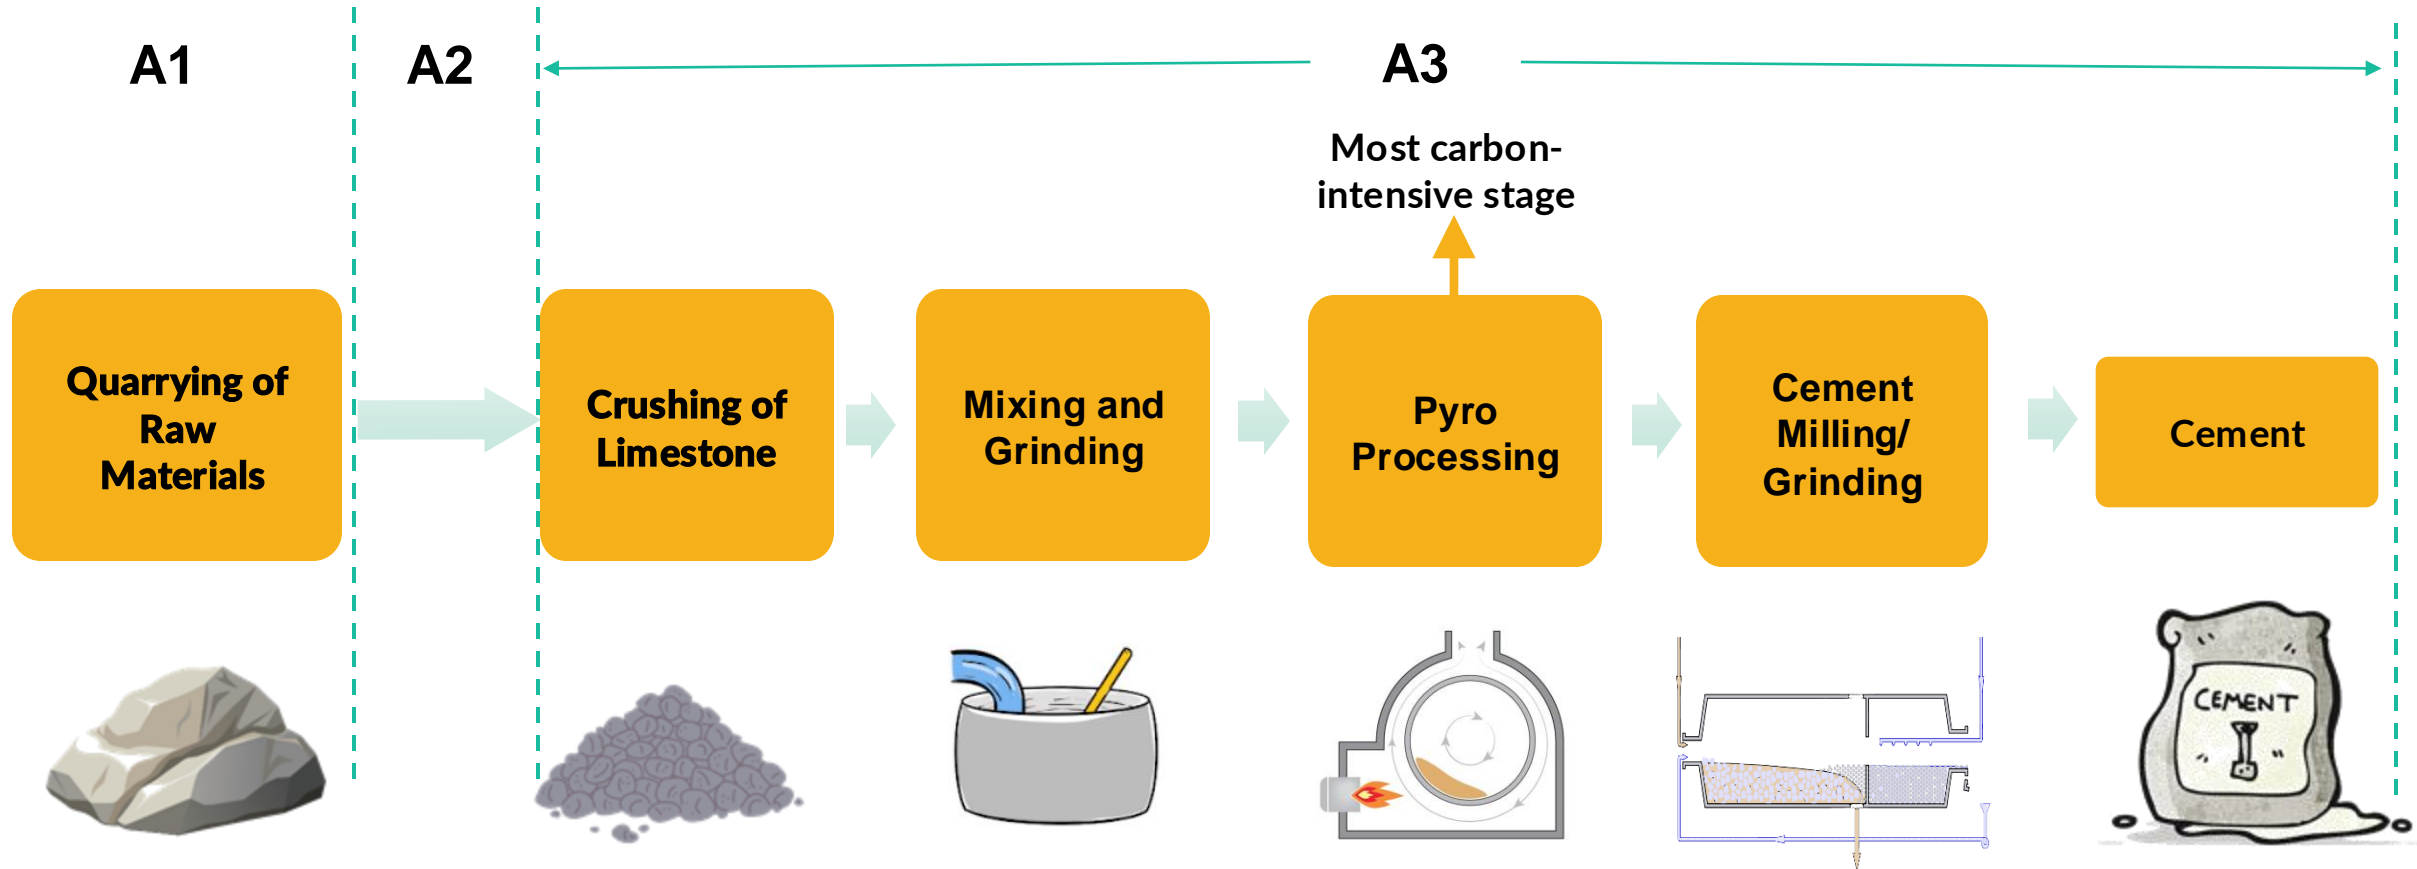 A1
A2
A3
Most carbon-
intensive stage
Quarrying of
Raw
Materials
Crushing of
Limestone
Mixing and
Grinding
Pyro
Processing
Cement
Milling/
Grinding
Cement
CEMENT